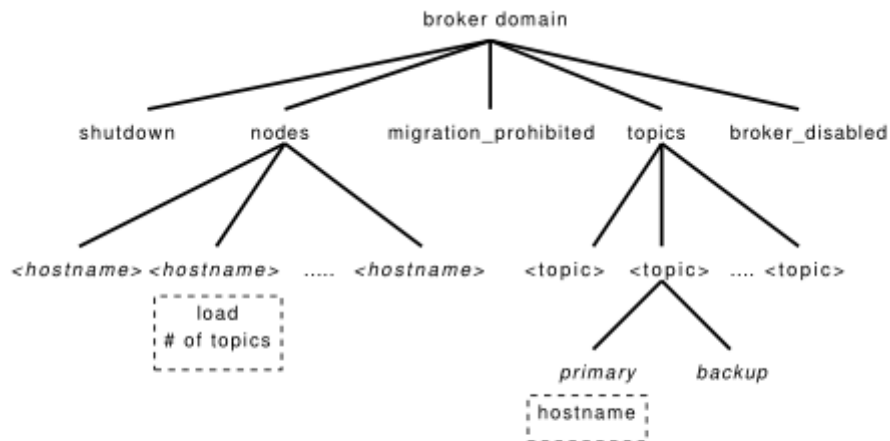 broker domain
shutdown nodes migration_prohibited topics broker_disabled
<hostname> <hostname> ..... <hostname> <topic> <topic> .... <topic>
load
# of topics
primary backup
hostname